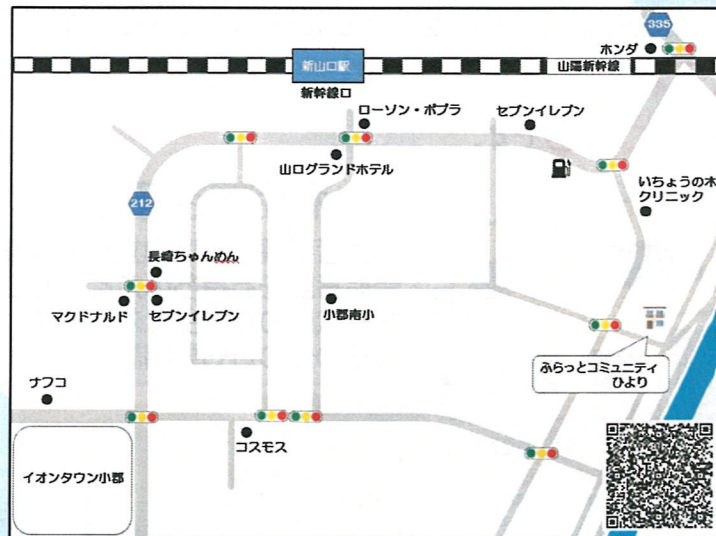 335
ホンダ
新山口駅
山陽新幹線
新幹線口
ローソン・ポプラ
セブンイレブン
山口グランドホテル
いちょうの木
クリニック
212
長崎ちゃんめん
マクドナルド
セブンイレブン
小郡南小
ふらっとコミュニティ
ひより
ナフコ
コスモス
イオンタウン小郡